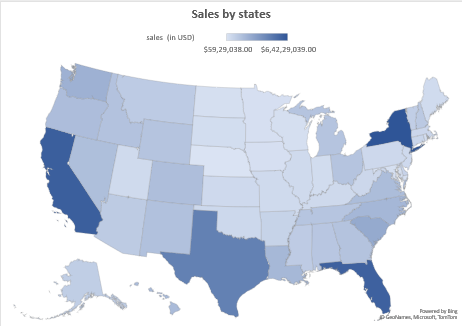 Sales by states
sales (in USD)
$59,29,038.00 $6,42,29,039.00
Powered by Bing
© GeoNames, Microsoft, TomTom